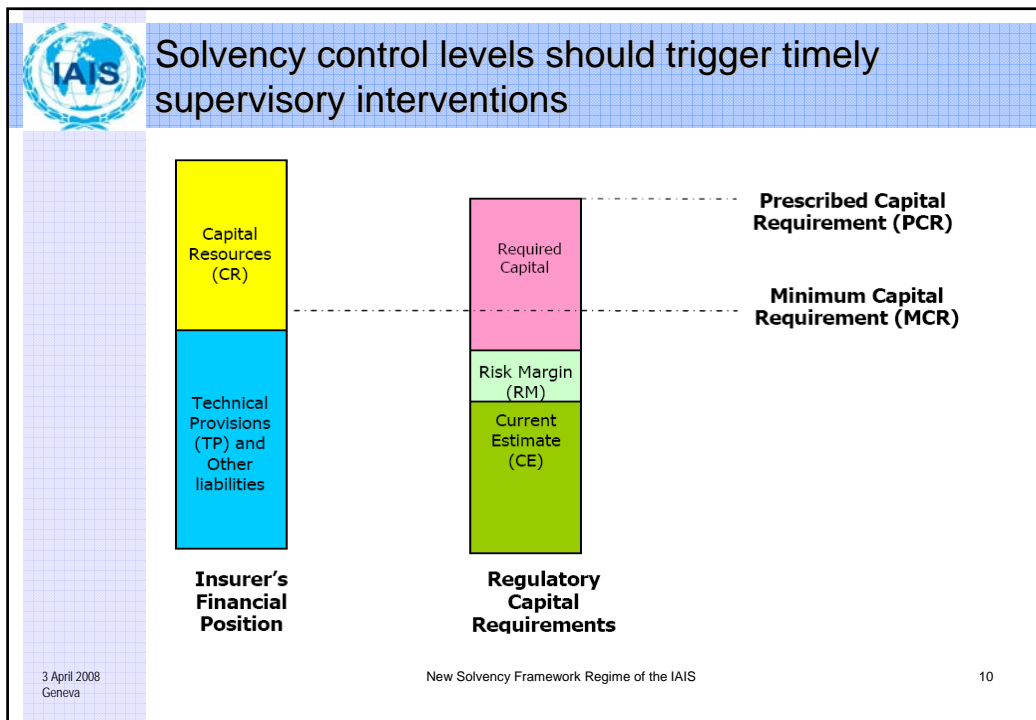 IAIS
Solvency control levels should trigger timely
supervisory interventions
Capital
Resources
(CR)
Technical
Provisions
(TP) and
Other
liabilities
Insurer's
Financial
Position
Required
Capital
Risk Margin
(RM)
Current
Estimate
(CE)
Regulatory
Capital
Requirements
Prescribed Capital
Requirement (PCR)
Minimum Capital
Requirement (MCR)
3 April 2008
Geneva
New Solvency Framework Regime of the IAIS
10